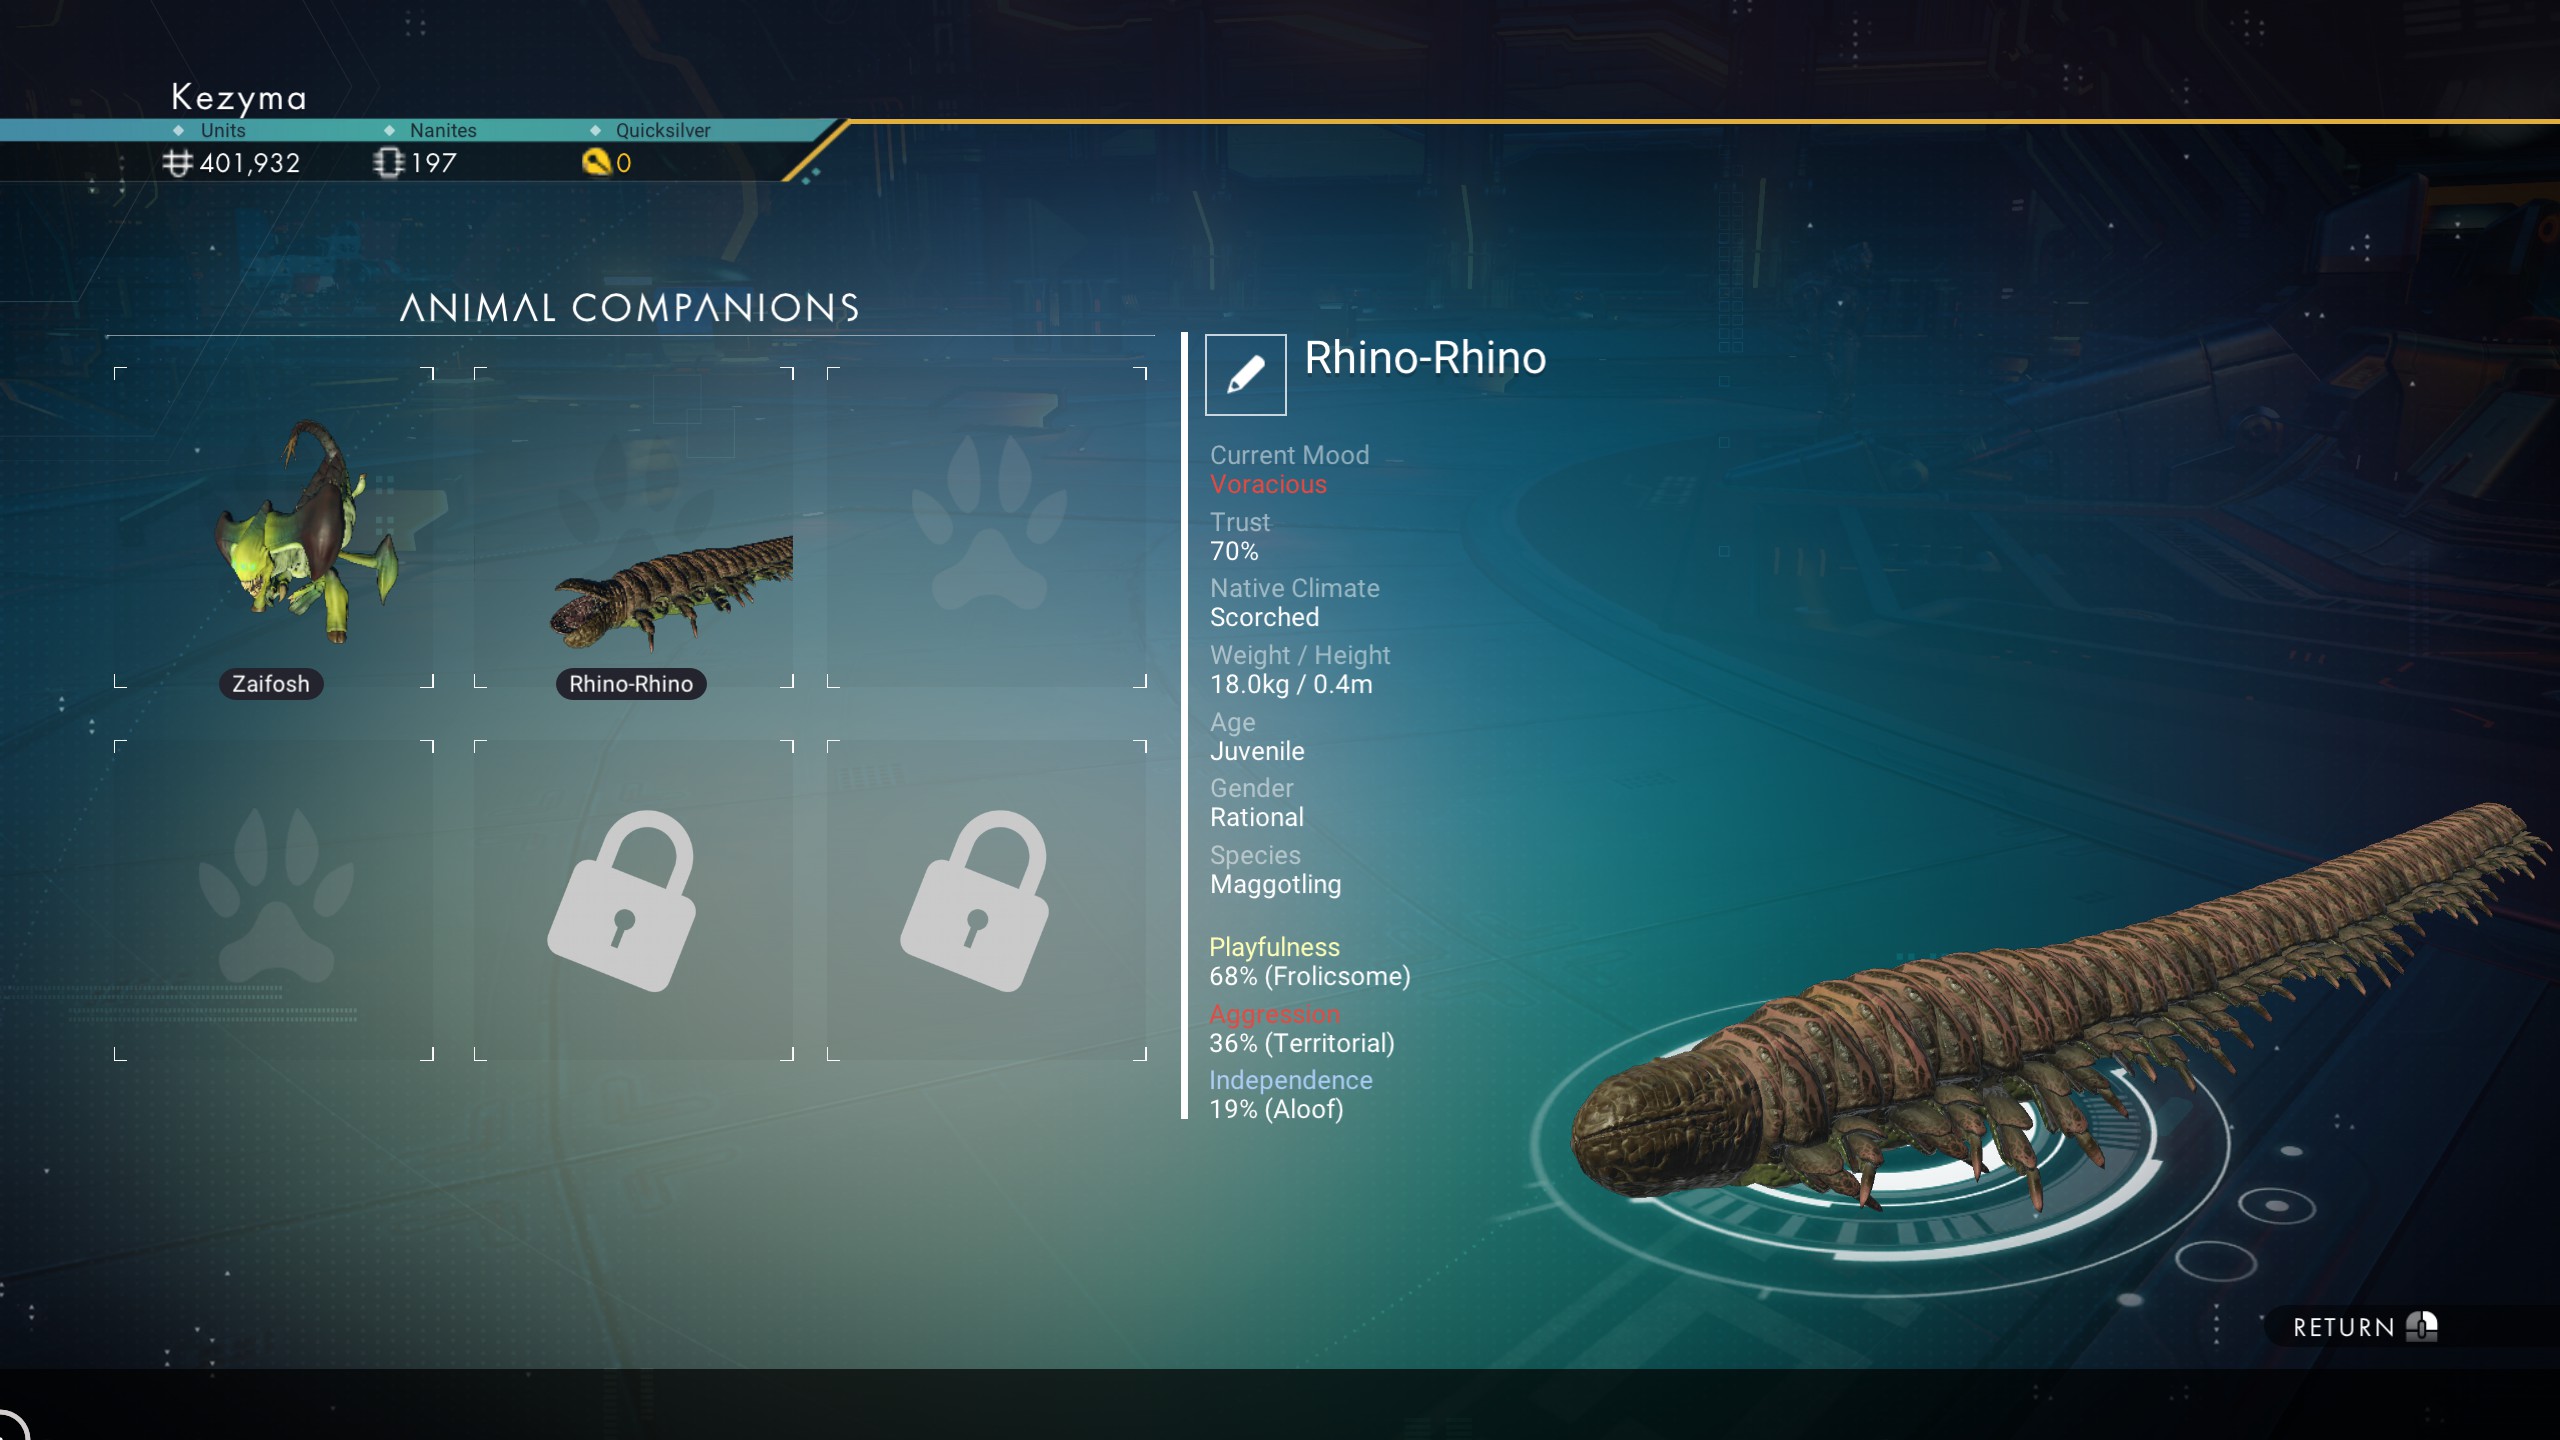 Kezyma
Units Nanites Quicksilver
401,932 197 0
ANIMAL COMPANIONS
Zaifosh
Rhino-Rhino
Rhino-Rhino
Current Mood
Voracious
Trust
70%
Native Climate
Scorched
Weight / Height
18.0kg / 0.4m
Age
Juvenile
Gender
Rational
Species
Maggotling
Playfulness
68% (Frolicsome)
Aggression
36% (Territorial)
Independence
19% (Aloof)
RETURN